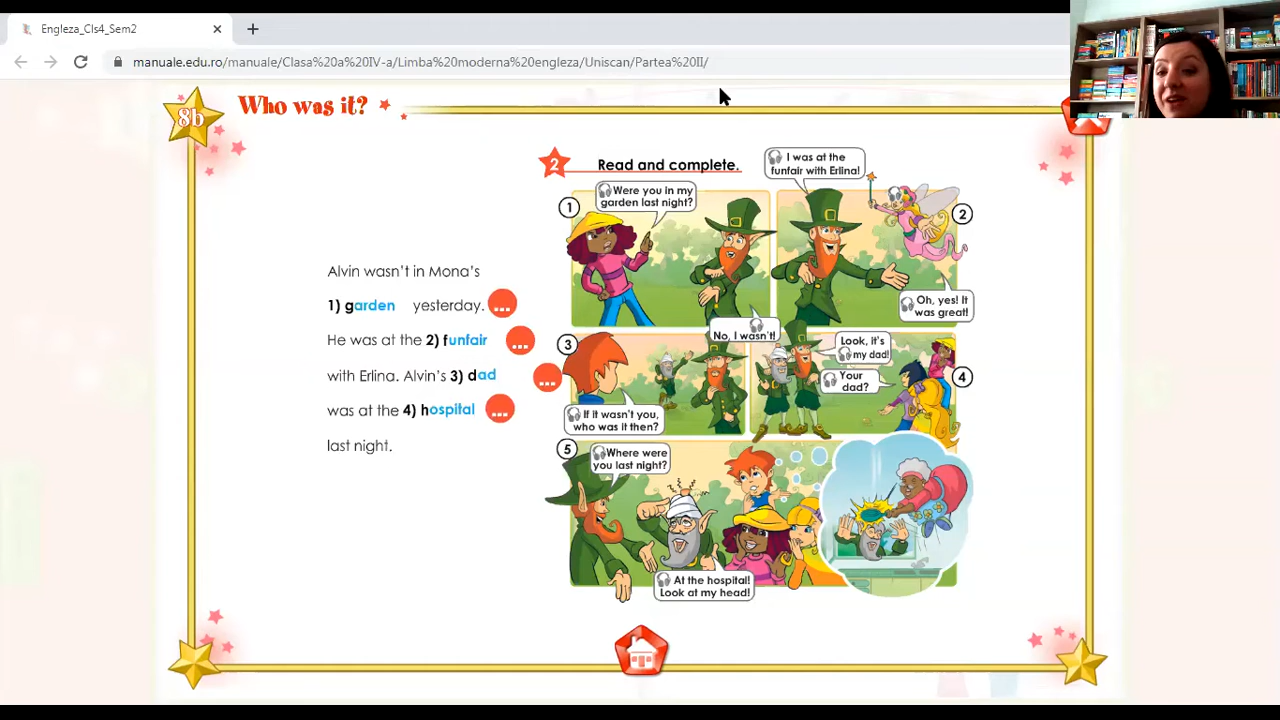 Engleza_Cls4_Sem2
manuale.edu.ro/manuale/Clasa%20a%20IV-a/Limba%20moderna%20engleza/Uniscan/Partea%20II/
8b
Who was it?
2
Read and complete.
Alvin wasn't in Mona's
1) garden yesterday. ...
He was at the 2) funfair ...
with Erlina. Alvin's 3) dad ...
was at the 4) hospital ...
last night.
1
Were you in my
garden last night?
No, I wasn't!
I was at the
funfair with Erlina!
2
Oh, yes! It
was great!
3
If it wasn't you,
who was it then?
Look, it's
my dad!
Your
dad?
4
5
Where were
you last night?
At the hospital!
Look at my head!